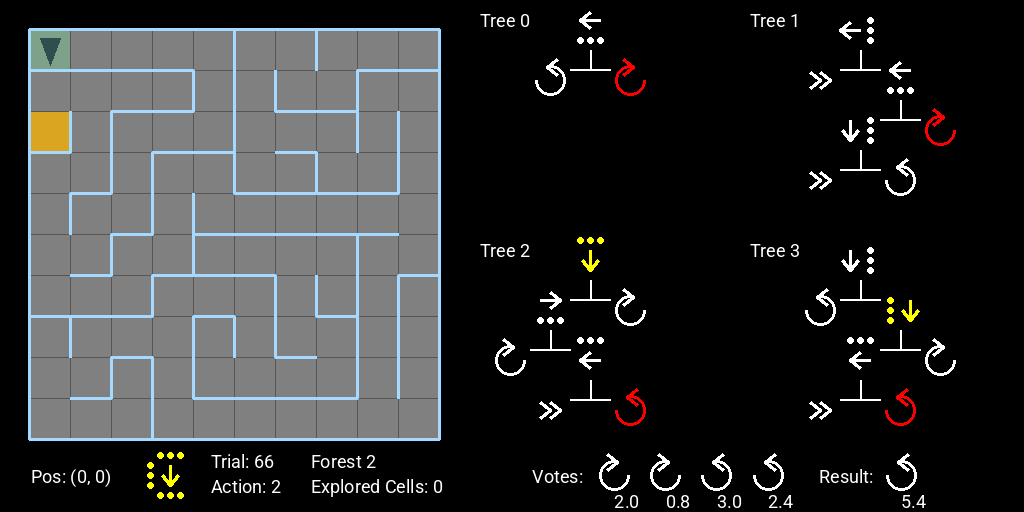 Tree 0
Tree 1
Tree 2
Tree 3
Pos: (0, 0)
Trial: 66
Forest 2
Action: 2
Explored Cells: 0
Votes:
2.0
0.8
3.0
2.4
Result:
5.4